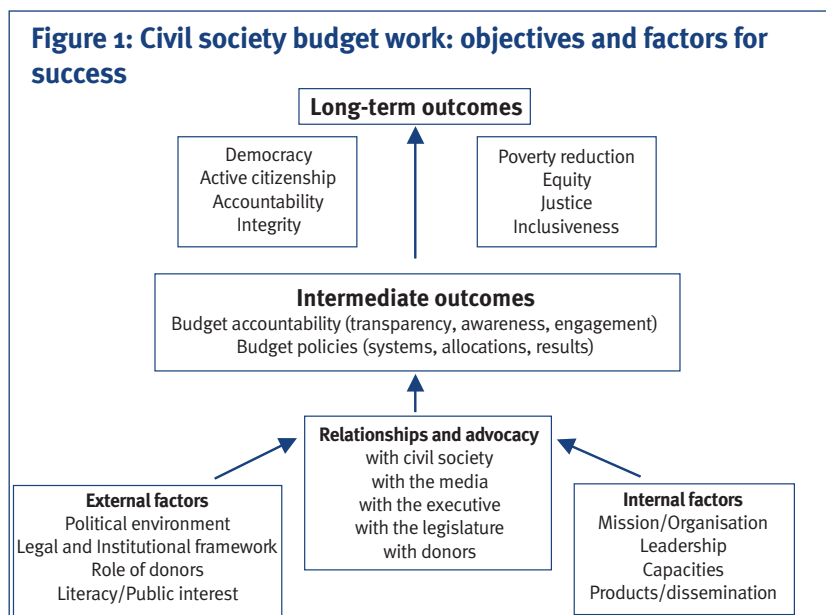 Figure 1: Civil society budget work: objectives and factors for
success
Long-term outcomes
Democracy
Active citizenship
Accountability
Integrity
Poverty reduction
Equity
Justice
Inclusiveness
Intermediate outcomes
Budget accountability (transparency, awareness, engagement)
Budget policies (systems, allocations, results)
Relationships and advocacy
with civil society
with the media
with the executive
with the legislature
with donors
External factors
Political environment
Legal and Institutional framework
Role of donors
Literacy/Public interest
Internal factors
Mission/Organisation
Leadership
Capacities
Products/dissemination